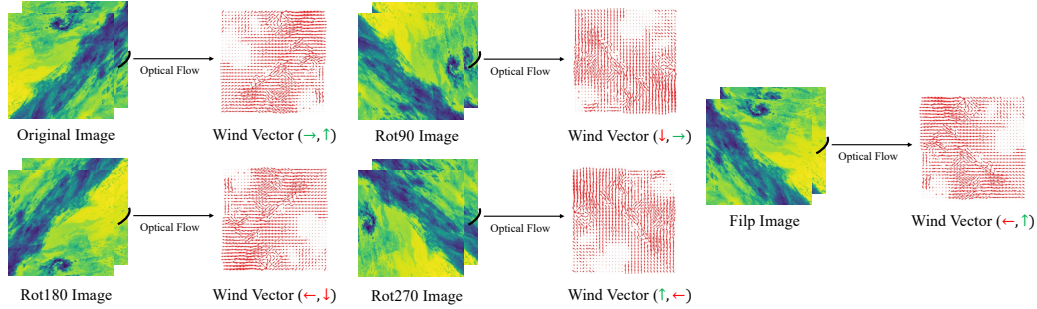 Optical Flow
Original Image
Wind Vector (→, ↑)
Optical Flow
Rot90 Image
Wind Vector (↓, →)
Optical Flow
Rot180 Image
Wind Vector (←, ↓)
Optical Flow
Rot270 Image
Wind Vector (↑, ←)
Optical Flow
Filp Image
Wind Vector (←, ↑)